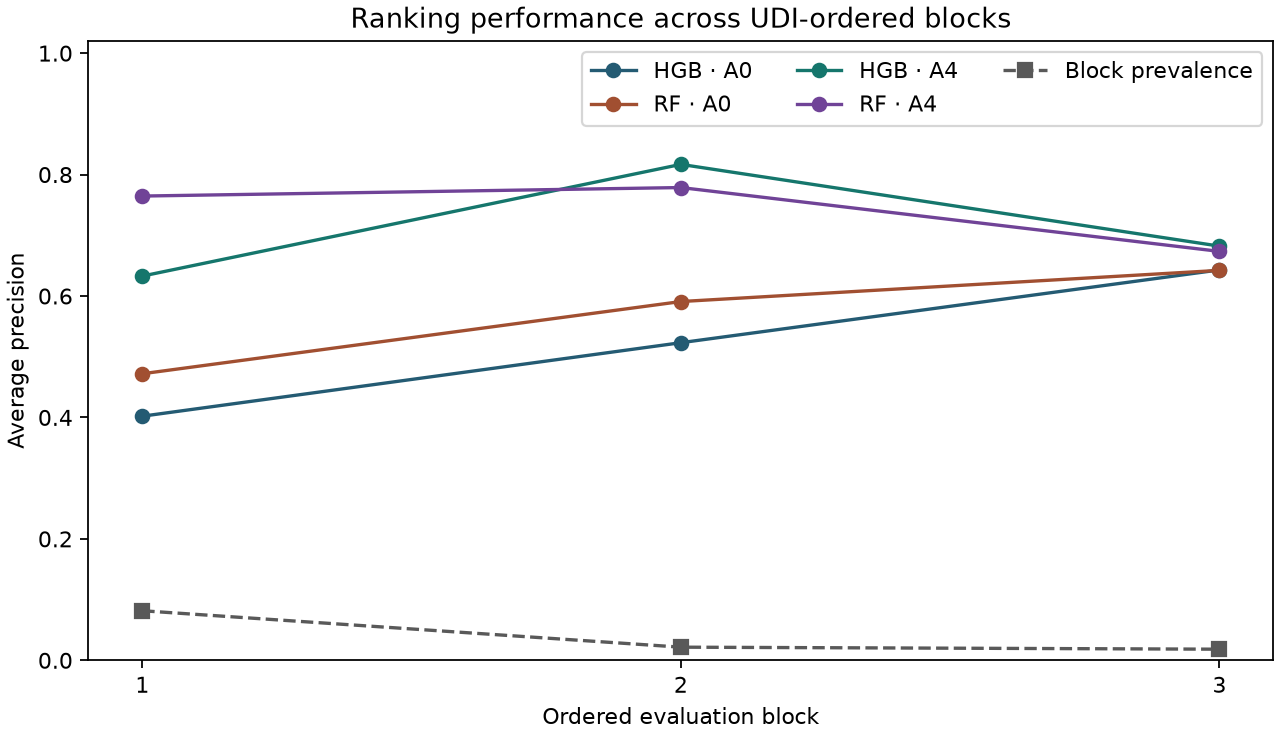 Ranking performance across UDI-ordered blocks
HGB · A0
RF · A0
HGB · A4
RF · A4
Block prevalence
Average precision
1.0
0.8
0.6
0.4
0.2
0.0
1
2
3
Ordered evaluation block